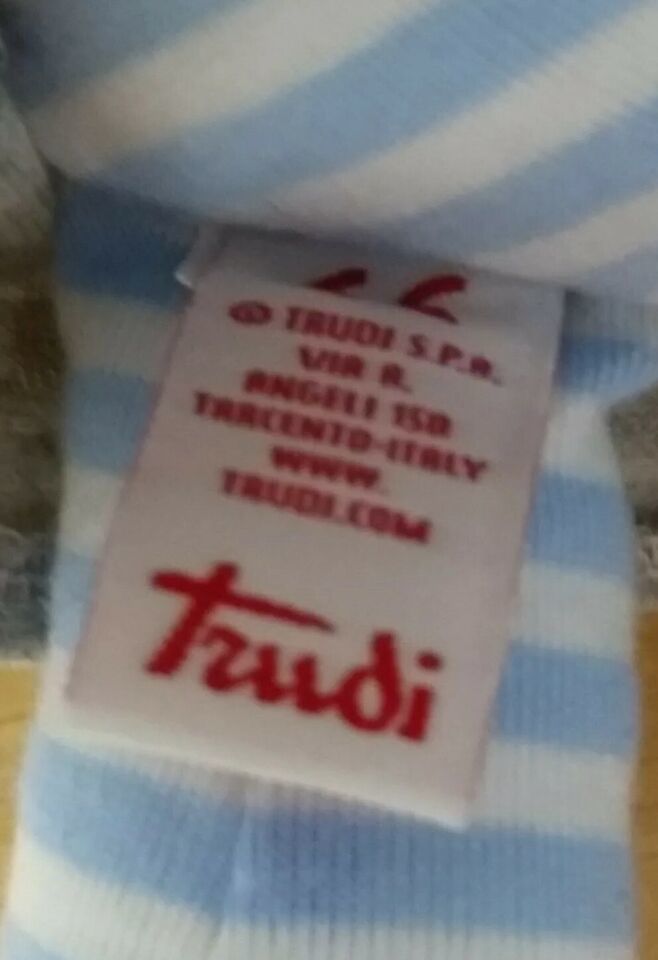 © TRUDI S.P.A.
VIA A.
ANGELI 150
TARCENTO-ITALY
WWW.
TRUDI.COM
Trudi